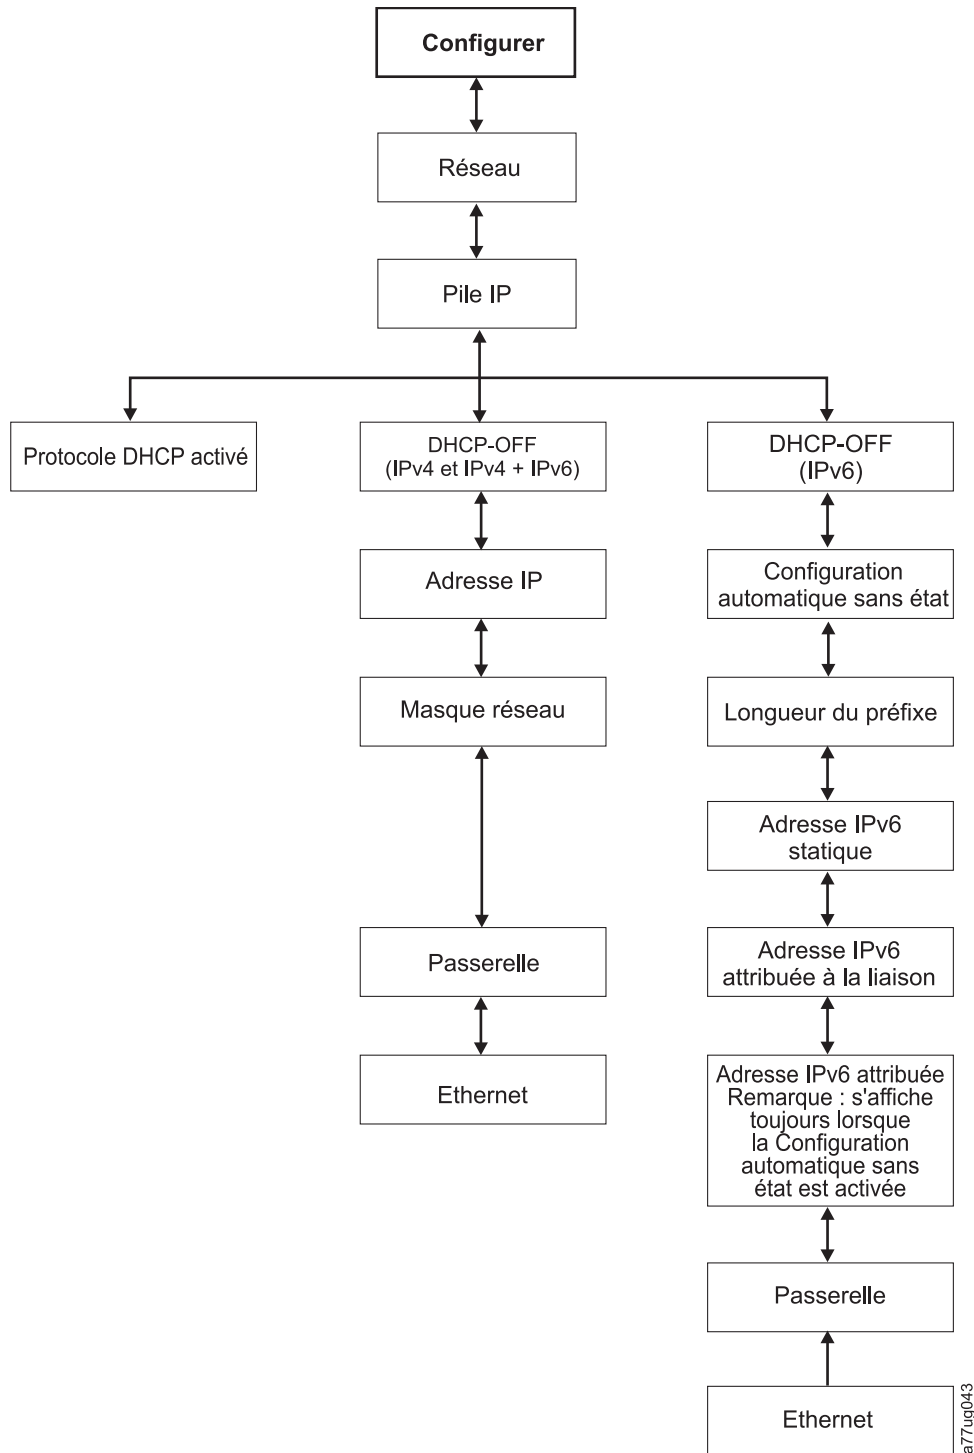 Configurer
Réseau
Pile IP
Protocole DHCP activé
DHCP-OFF
(IPv4 et IPv4 + IPv6)
DHCP-OFF
(IPv6)
Adresse IP
Configuration
automatique sans état
Masque réseau
Longueur du préfixe
Adresse IPv6
statique
Passerelle
Adresse IPv6
attribuée à la liaison
Ethernet
Adresse IPv6 attribuée
Remarque : s'affiche
toujours lorsque
la Configuration
automatique sans
état est activée
Passerelle
Ethernet
a77ug043